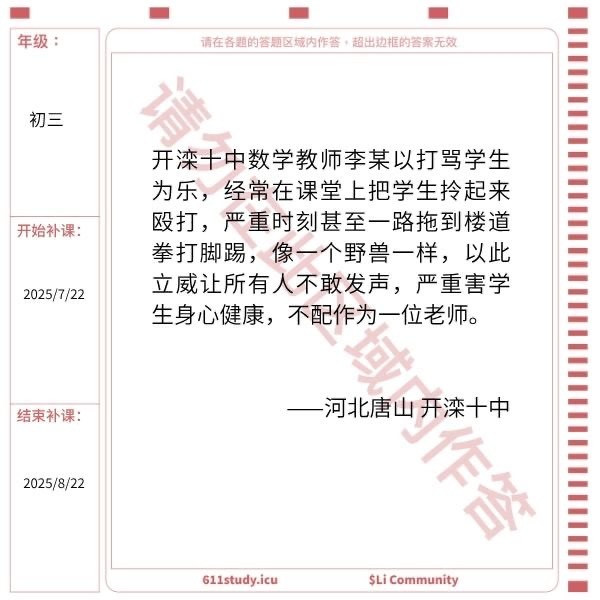 年级：
初三
开始补课：
2025/7/22
结束补课：
2025/8/22
请在各题的答题区域内作答，超出边框的答案无效
请勿在此区域内作答
开滦十中数学教师李某以打骂学生
为乐，经常在课堂上把学生拎起来
殴打，严重时刻甚至一路拖到楼道
拳打脚踢，像一个野兽一样，以此
立威让所有人不敢发声，严重害学
生身心健康，不配作为一位老师。
——河北唐山 开滦十中
611study.icu
$Li Community